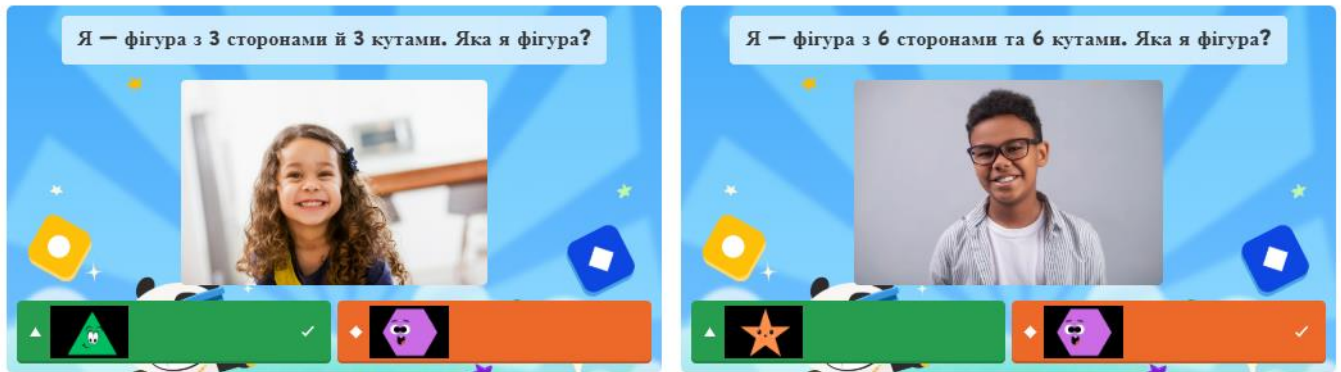 Я — фігура з 3 сторонами й 3 кутами. Яка я фігура?
Я — фігура з 6 сторонами та 6 кутами. Яка я фігура?